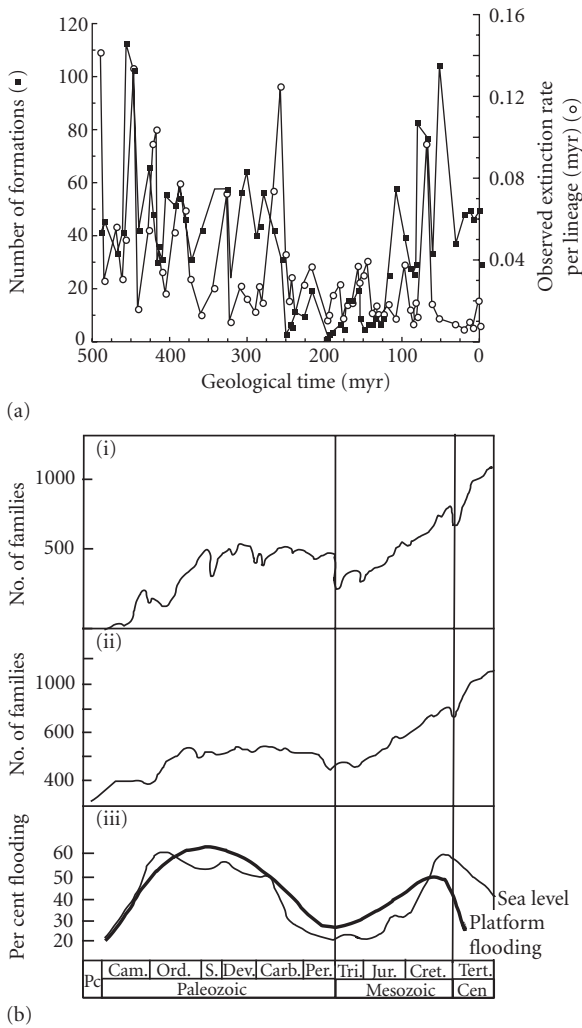 120
100
80
60
40
20
0
Number of formations (▪)
0.16
0.12
0.08
0.04
Observed extinction rate
per lineage (myr) (o)
500
400
300
200
100
0
Geological time (myr)
(a)
(i)
1000
500
No. of families
(ii)
1000
600
400
No. of families
(iii)
60
50
40
30
20
Per cent flooding
Sea level
Platform
flooding
Pc Cam. Ord. S. Dev. Carb. Per. Tri. Jur. Cret. Tert.
Paleozoic Mesozoic Cen
(b)